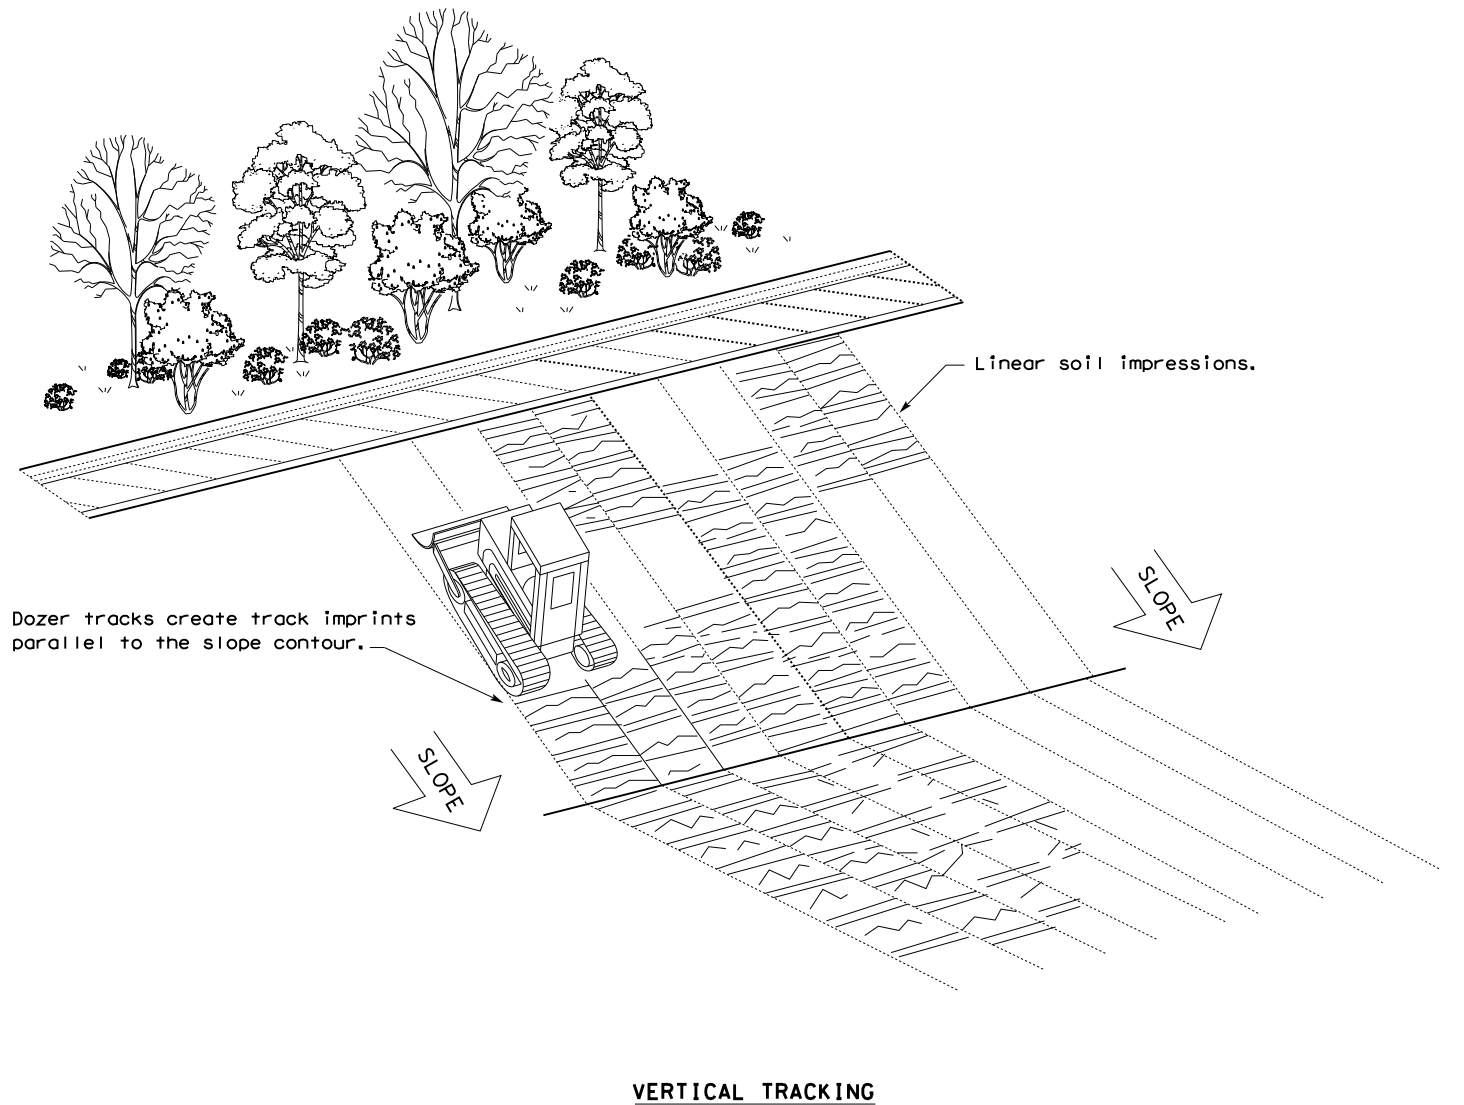 Linear soil impressions.
SLOPE
Dozer tracks create track imprints
parallel to the slope contour.
SLOPE
VERTICAL TRACKING